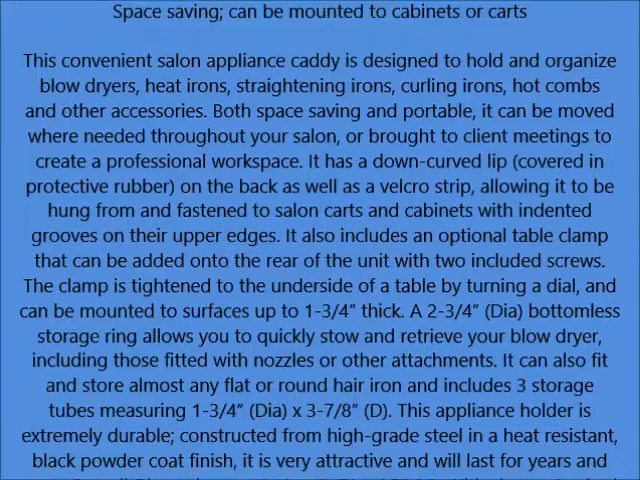 Space saving; can be mounted to cabinets or carts
This convenient salon appliance caddy is designed to hold and organize
blow dryers, heat irons, straightening irons, curling irons, hot combs
and other accessories. Both space saving and portable, it can be moved
where needed throughout your salon, or brought to client meetings to
create a professional workspace. It has a down-curved lip (covered in
protective rubber) on the back as well as a velcro strip, allowing it to be
hung from and fastened to salon carts and cabinets with indented
grooves on their upper edges. It also includes an optional table clamp
that can be added onto the rear of the unit with two included screws.
The clamp is tightened to the underside of a table by turning a dial, and
can be mounted to surfaces up to 1-3/4” thick. A 2-3/4” (Dia) bottomless
storage ring allows you to quickly stow and retrieve your blow dryer,
including those fitted with nozzles or other attachments. It can also fit
and store almost any flat or round hair iron and includes 3 storage
tubes measuring 1-3/4” (Dia) x 3-7/8” (D). This appliance holder is
extremely durable; constructed from high-grade steel in a heat resistant,
black powder coat finish, it is very attractive and will last for years and